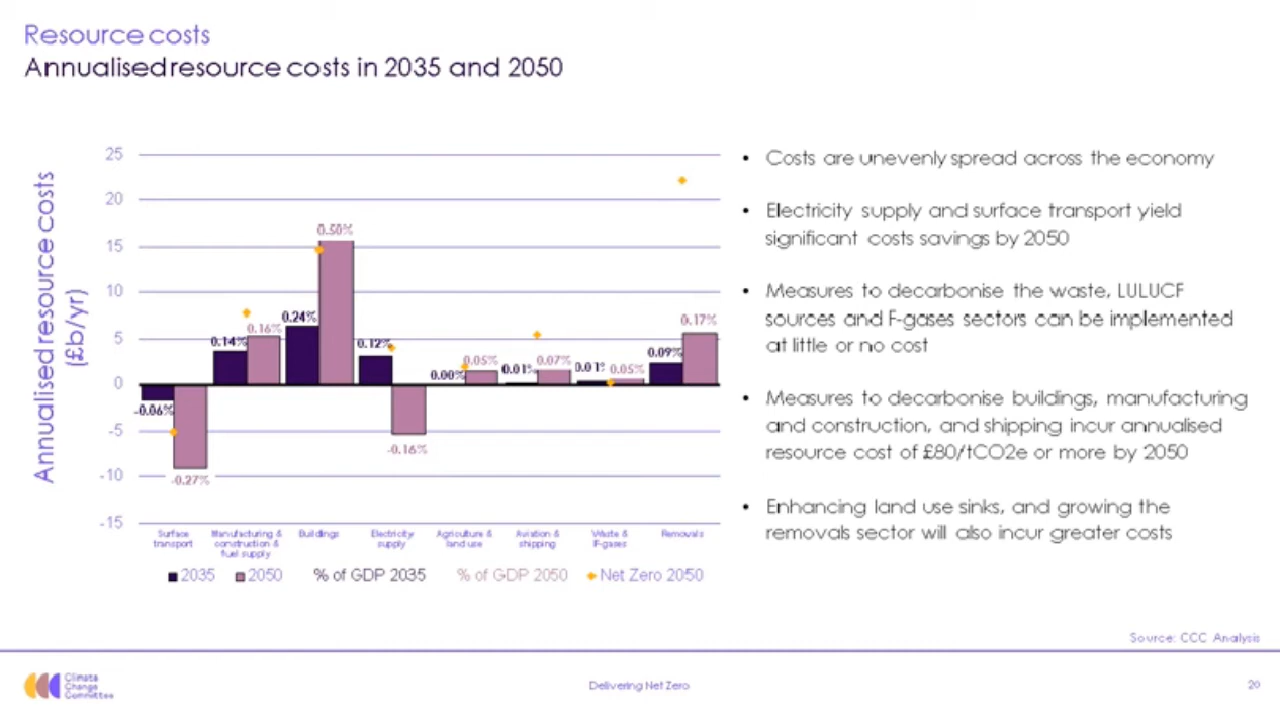 Resource costs
Annualised resource costs in 2035 and 2050
Annualised resource costs
(£b/yr)
25
20
15
10
5
0
-5
-10
-15
-0.06%
-0.27%
0.14%
0.16%
0.24%
0.50%
0.12%
-0.16%
0.00%
0.05%
0.01%
0.07%
0.01%
0.05%
0.09%
0.17%
Surface
transport
Manufacturing &
construction &
fuel supply
Buildings
Electricity
supply
Agriculture &
land use
Aviation &
shipping
Waste &
F-gases
Removals
2035
2050
% of GDP 2035
% of GDP 2050
Net Zero 2050
• Costs are unevenly spread across the economy
• Electricity supply and surface transport yield
significant costs savings by 2050
• Measures to decarbonise the waste, LULUCF
sources and F-gases sectors can be implemented
at little or no cost
• Measures to decarbonise buildings, manufacturing
and construction, and shipping incur annualised
resource cost of £80/tCO2e or more by 2050
• Enhancing land use sinks, and growing the
removals sector will also incur greater costs
Source: CCC Analysis
Climate
Change
Committee
Delivering Net Zero
20